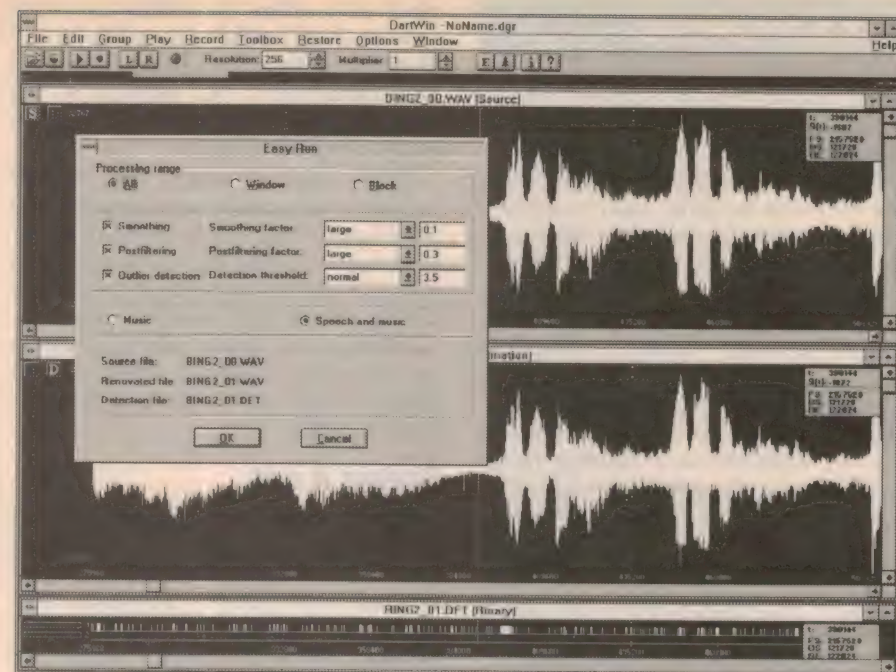 DartWin -NoName.dgr
File Edit Group Play Record Toolbox Restore Options Window
Help
L R Resolution: 256 Multiplier 1 E i ?
BING2_00.WAV [Source]
S
Easy Run
Processing range
All Window Block
Smoothing Smoothing factor: large 0.1
Postfiltering Postfiltering factor: large 0.3
Outlier detection Detection threshold: normal 3.5
Music Speech and music
Source file: BING2_00.WAV
Renovated file BING2_01.WAV
Detection file: BING2_01.DFT
OK Cancel
D
BING2_01.DFT [Binary]